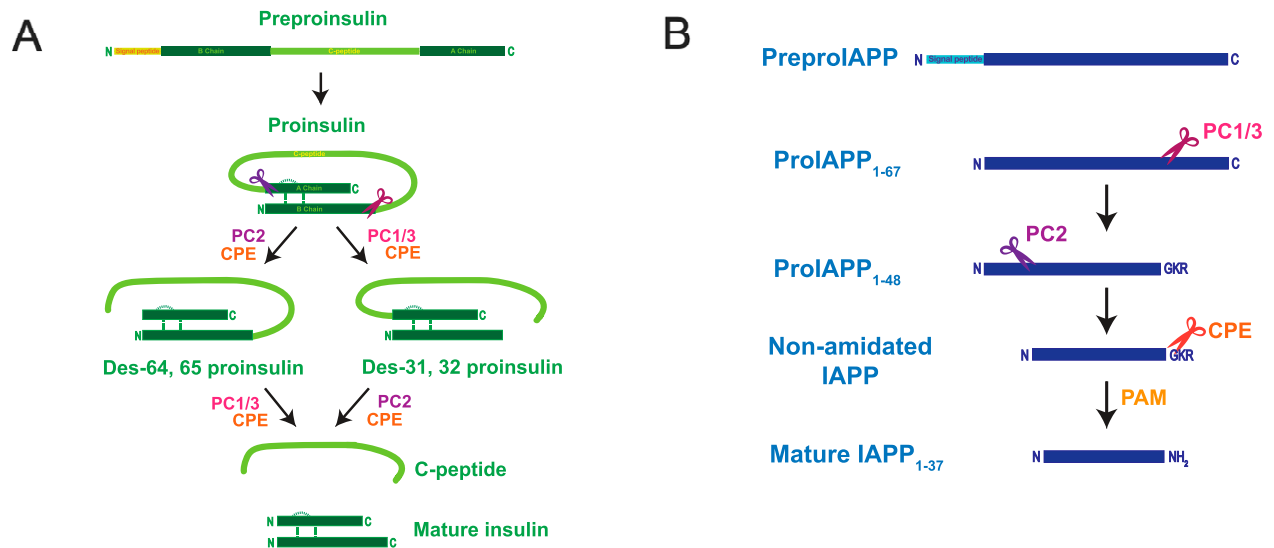 A
Preproinsulin
N Signal peptide B Chain C-peptide A Chain C
Proinsulin
C-peptide
A Chain C
N B Chain
PC2
CPE
PC1/3
CPE
C
N
C
N
Des-64, 65 proinsulin
Des-31, 32 proinsulin
PC1/3
CPE
PC2
CPE
C-peptide
N C
N C
Mature insulin
B
PreproIAPP
N Signal peptide C
PC1/3
ProIAPP1-67
N C
PC2
ProIAPP1-48
N GKR
CPE
Non-amidated
IAPP
N GKR
PAM
Mature IAPP1-37
N NH2